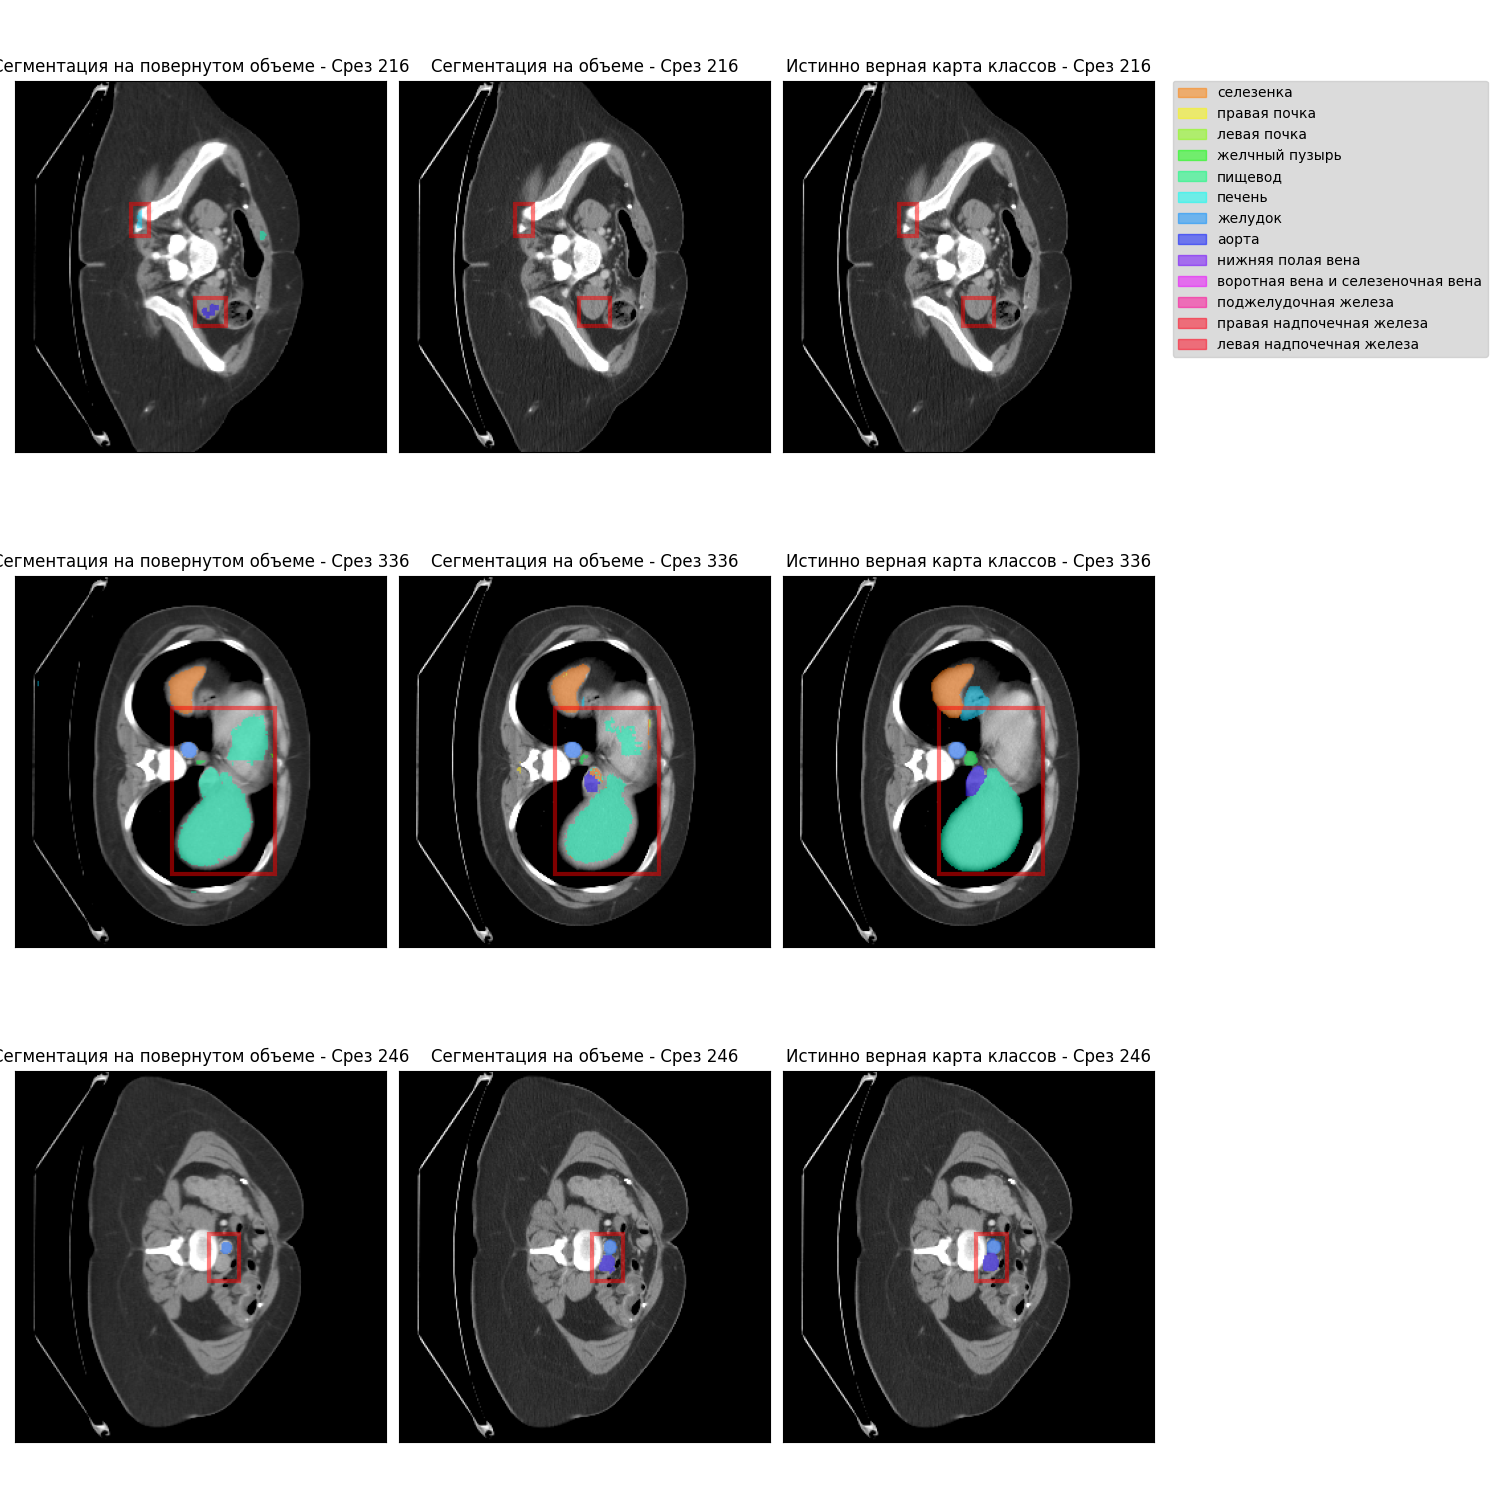 Сегментация на повернутом объеме - Срез 216
Сегментация на объеме - Срез 216
Истинно верная карта классов - Срез 216
селезенка
правая почка
левая почка
желчный пузырь
пищевод
печень
желудок
аорта
нижняя полая вена
воротная вена и селезеночная вена
поджелудочная железа
правая надпочечная железа
левая надпочечная железа
Сегментация на повернутом объеме - Срез 336
Сегментация на объеме - Срез 336
Истинно верная карта классов - Срез 336
Сегментация на повернутом объеме - Срез 246
Сегментация на объеме - Срез 246
Истинно верная карта классов - Срез 246